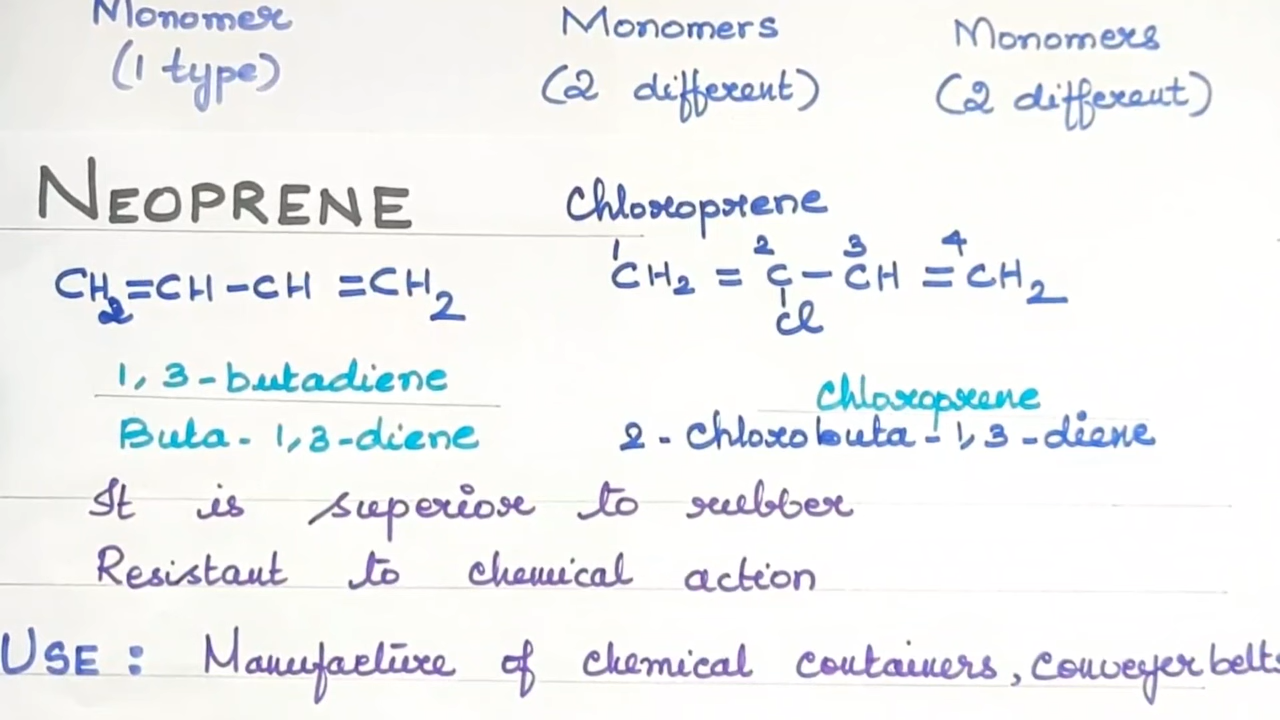 Monomer Monomers Monomers
(1 type) (2 different) (2 different)
NEOPRENE Chloroprene
1 2 3 4
CH2=CH-CH=CH2 CH2 = C - CH = CH2
Cl
1, 3-butadiene Chloroprene
Buta-1,3-diene 2-Chlorobuta-1,3-diene
It is superior to rubber
Resistant to chemical action
USE: Manufacture of chemical containers, conveyer belts